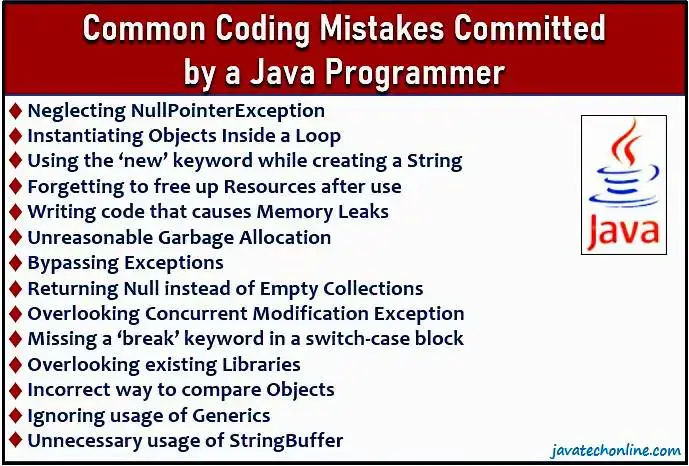 Common Coding Mistakes Committed
by a Java Programmer
Neglecting NullPointerException
Instantiating Objects Inside a Loop
Using the ‘new’ keyword while creating a String
Forgetting to free up Resources after use
Writing code that causes Memory Leaks
Unreasonable Garbage Allocation
Bypassing Exceptions
Returning Null instead of Empty Collections
Overlooking Concurrent Modification Exception
Missing a ‘break’ keyword in a switch-case block
Overlooking existing Libraries
Incorrect way to compare Objects
Ignoring usage of Generics
Unnecessary usage of StringBuffer
Java
javatechonline.com